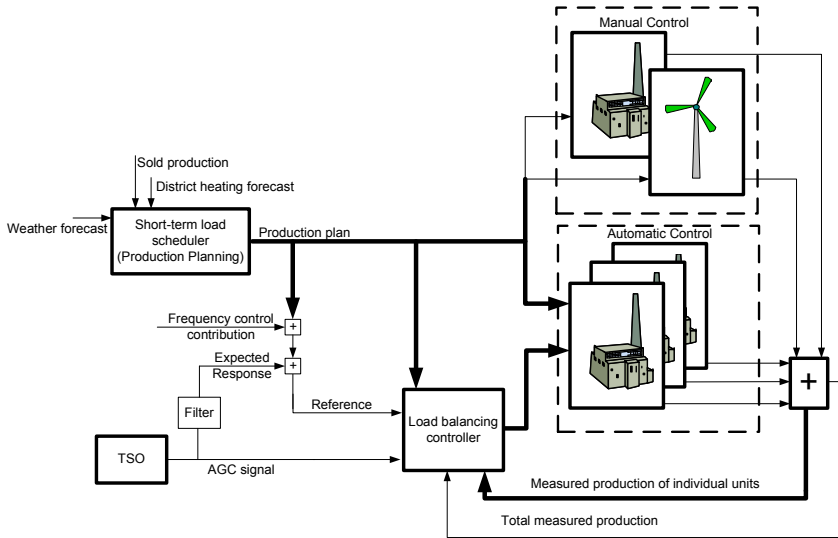 Manual Control
Sold production
District heating forecast
Weather forecast
Short-term load
scheduler
(Production Planning)
Production plan
Automatic Control
Frequency control
contribution
+
Expected
Response
+
+
Filter
Reference
Load balancing
controller
TSO
AGC signal
Measured production of individual units
Total measured production